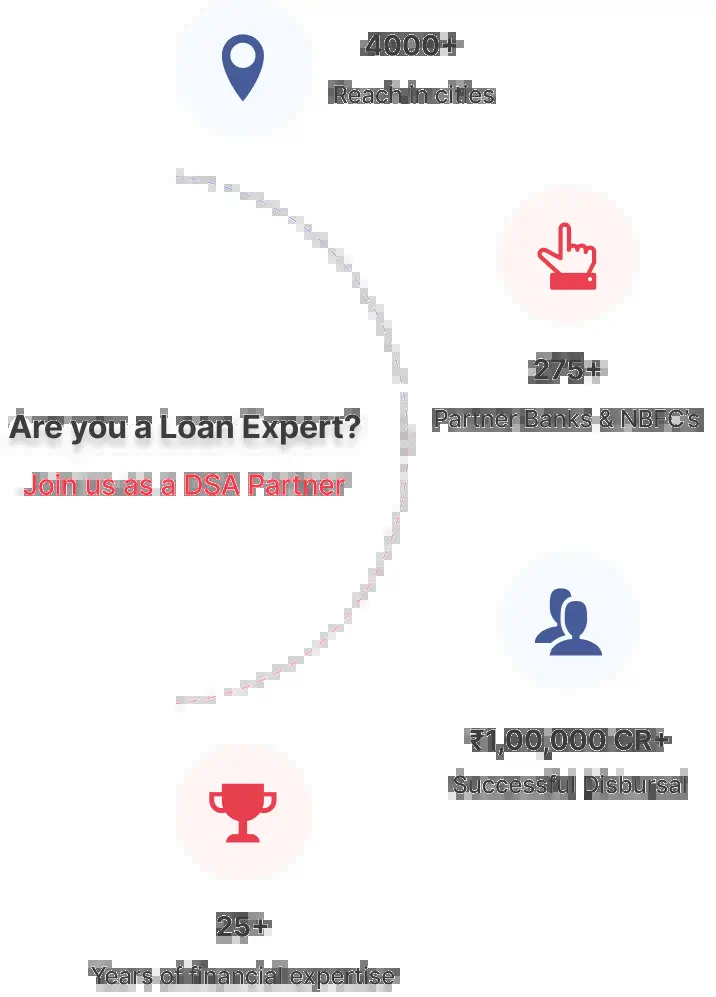 4000+
Reach in cities
275+
Partner Banks & NBFC's
Are you a Loan Expert?
Join us as a DSA Partner
₹1,00,000 CR+
Successful Disbursal
25+
Years of financial expertise